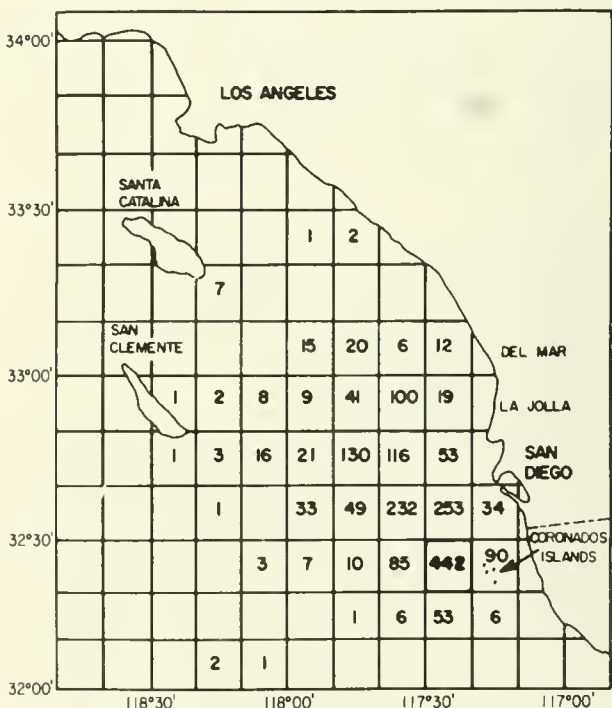 34°00'
LOS ANGELES
SANTA
CATALINA
33°30'
1 2
7
SAN
CLEMENTE
15 20 6 12
DEL MAR
33°00'
1 2 8 9 41 100 19
LA JOLLA
1 3 16 21 130 116 53
SAN
DIEGO
1 33 49 232 253 34
32°30'
CORONADOS
ISLANDS
3 7 10 85 442 90
1 6 53 6
2 1
32°00'
118°30' 118°00' 117°30' 117°00'